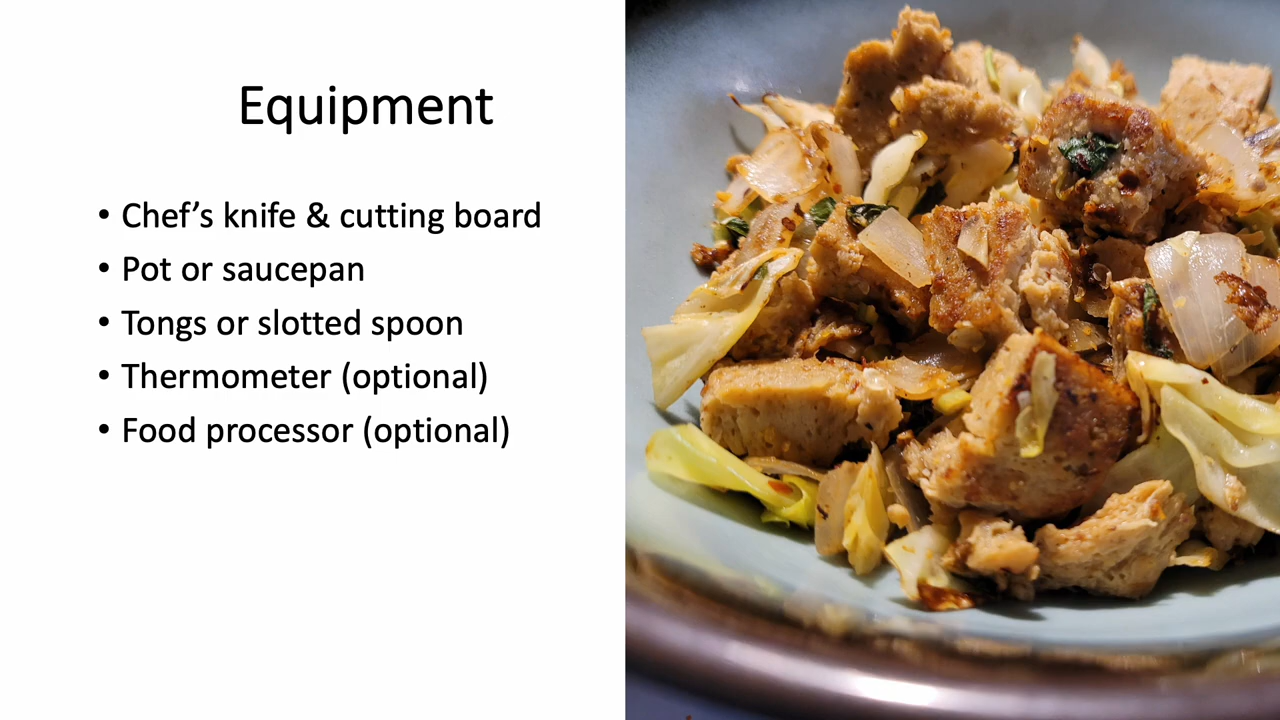 Equipment
• Chef’s knife & cutting board
• Pot or saucepan
• Tongs or slotted spoon
• Thermometer (optional)
• Food processor (optional)